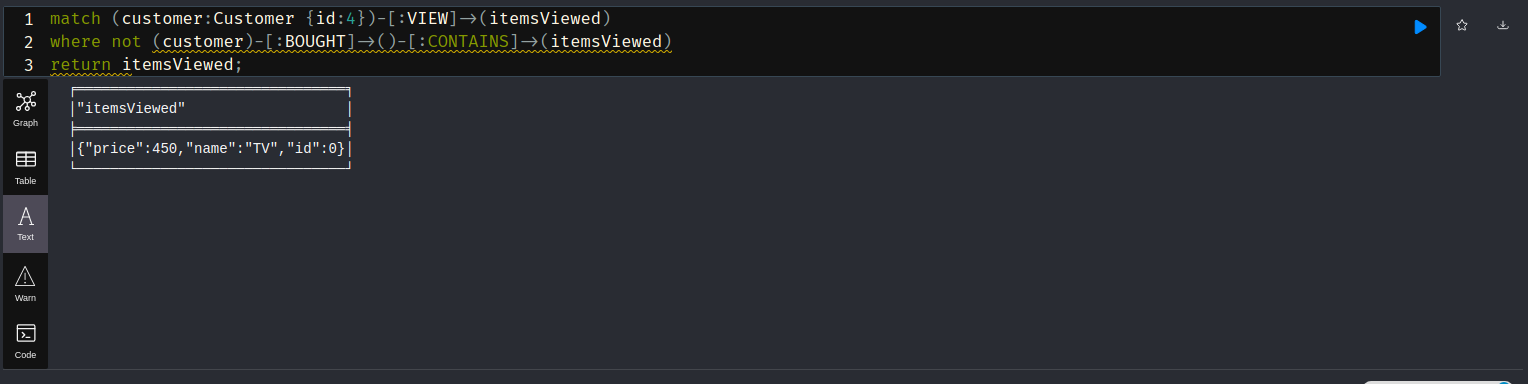 1 match (customer:Customer {id:4})-[:VIEW]->(itemsViewed)
2 where not (customer)-[:BOUGHT]->()-[:CONTAINS]->(itemsViewed)
3 return itemsViewed;
Graph
Table
Text
Warn
Code
"itemsViewed"
{"price":450,"name":"TV","id":0}